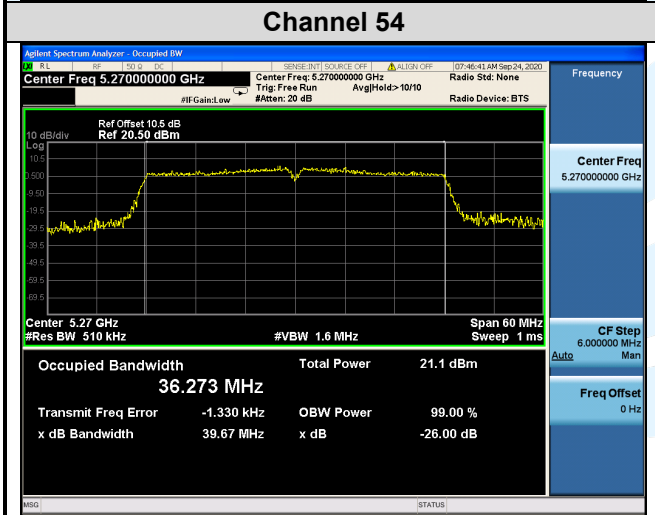 Channel 54
Agilent Spectrum Analyzer - Occupied BW
LXI RL RF 50 Ω DC SENSE:INT SOURCE OFF ALIGN OFF 07:46:41 AM Sep 24, 2020
Center Freq 5.270000000 GHz Center Freq: 5.270000000 GHz Radio Std: None
Trig: Free Run Avg|Hold:>10/10
#IFGain:Low #Atten: 20 dB Radio Device: BTS
Frequency
Ref Offset 10.5 dB
10 dB/div Ref 20.50 dBm
Log
10.5
0.500
-9.50
-19.5
-29.5
-39.5
-49.5
-59.5
-69.5
Center Freq
5.270000000 GHz
Center 5.27 GHz Span 60 MHz
#Res BW 510 kHz #VBW 1.6 MHz Sweep 1 ms
CF Step
6.000000 MHz
Auto Man
Occupied Bandwidth Total Power 21.1 dBm
36.273 MHz
Transmit Freq Error -1.330 kHz OBW Power 99.00 %
x dB Bandwidth 39.67 MHz x dB -26.00 dB
Freq Offset
0 Hz
MSG STATUS